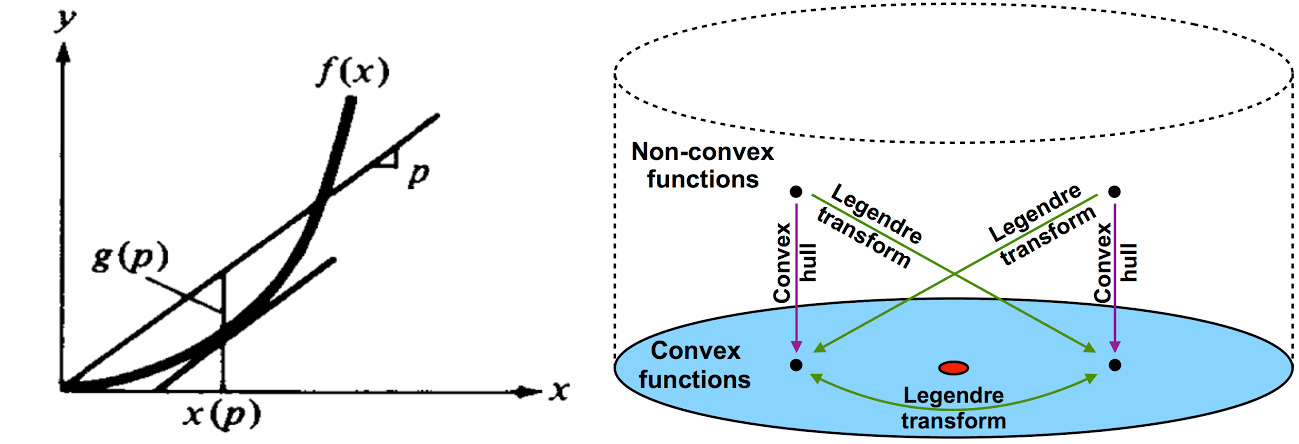 y
f(x)
p
g(p)
x
x(p)
Non-convex
functions
Legendre
transform
Legendre
transform
Convex
hull
Convex
hull
Convex
functions
Legendre
transform